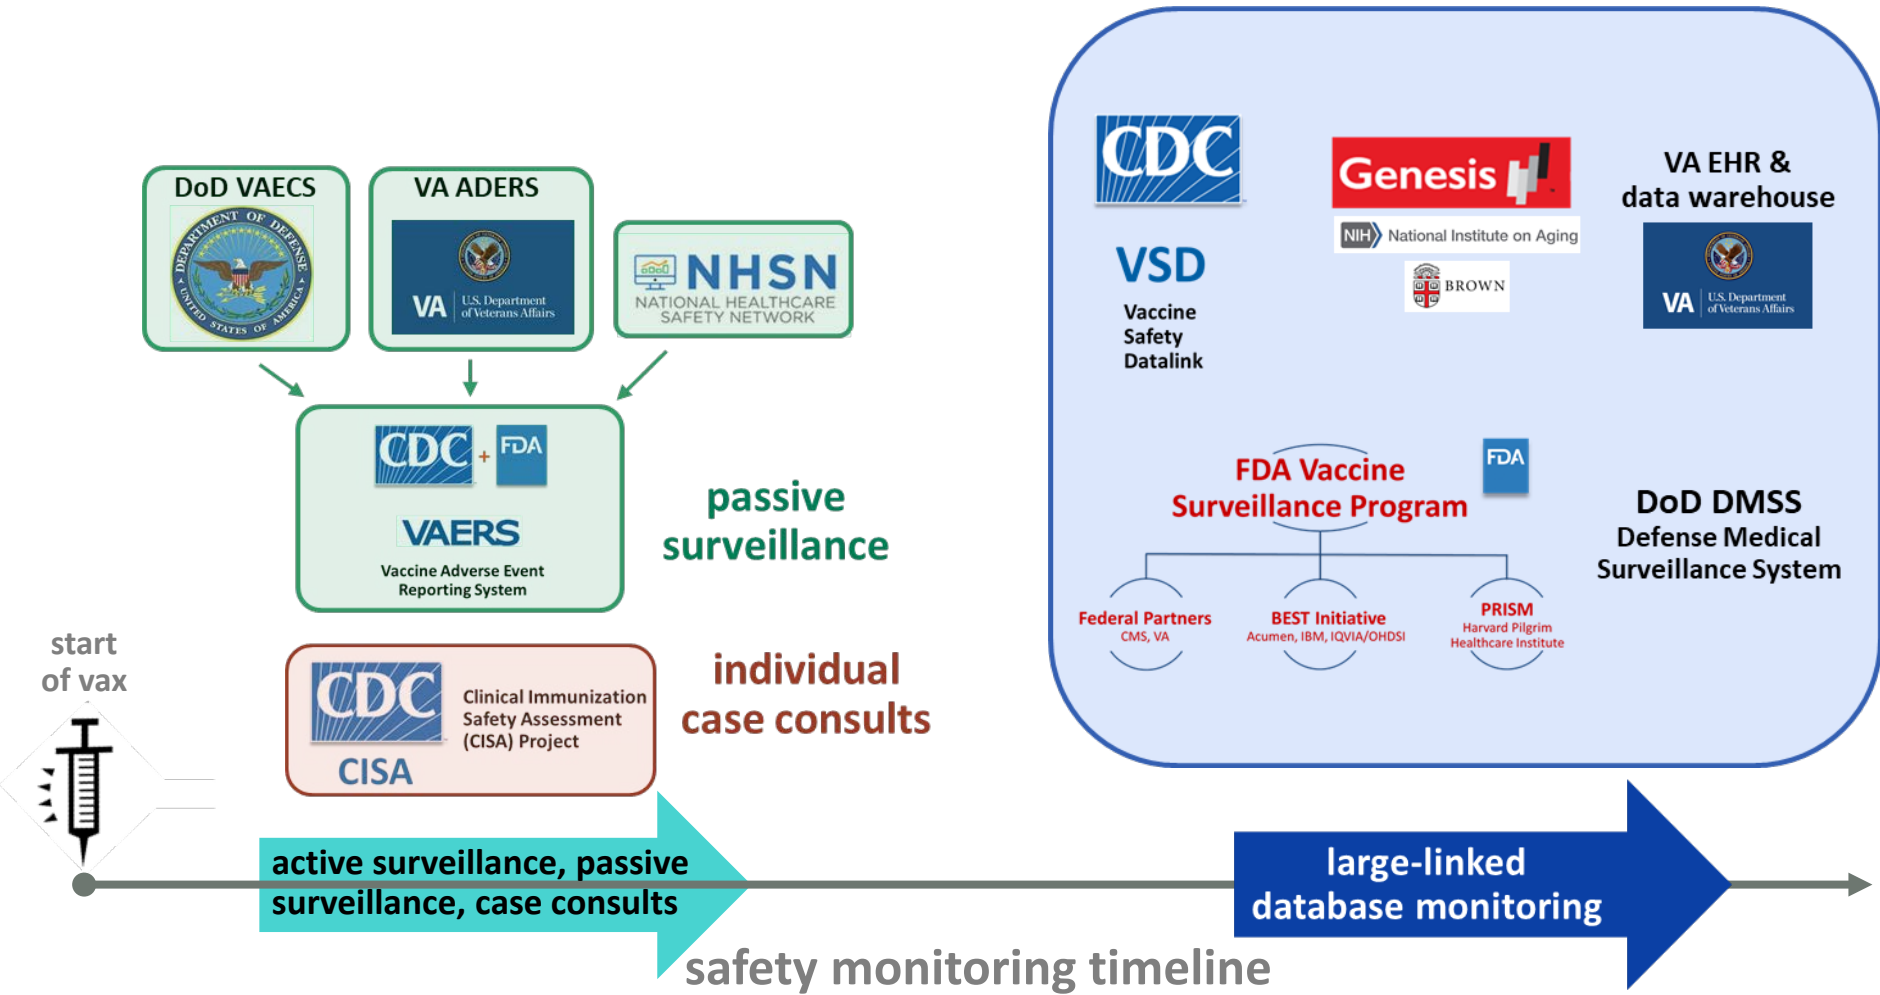 DoD VAECS
DEPARTMENT OF DEFENSE
UNITED STATES OF AMERICA
VA ADERS
VA
U.S. Department
of Veterans Affairs
NHSN
NATIONAL HEALTHCARE
SAFETY NETWORK
CDC + FDA
VAERS
Vaccine Adverse Event
Reporting System
passive
surveillance
CDC
CISA
Clinical Immunization
Safety Assessment
(CISA) Project
individual
case consults
start
of vax
CDC
VSD
Vaccine
Safety
Datalink
Genesis
NIH National Institute on Aging
BROWN
VA EHR &
data warehouse
VA
U.S. Department
of Veterans Affairs
FDA Vaccine
Surveillance Program
FDA
Federal Partners
CMS, VA
BEST Initiative
Acumen, IBM, IQVIA/OHDSI
PRISM
Harvard Pilgrim
Healthcare Institute
DoD DMSS
Defense Medical
Surveillance System
active surveillance, passive
surveillance, case consults
large-linked
database monitoring
safety monitoring timeline